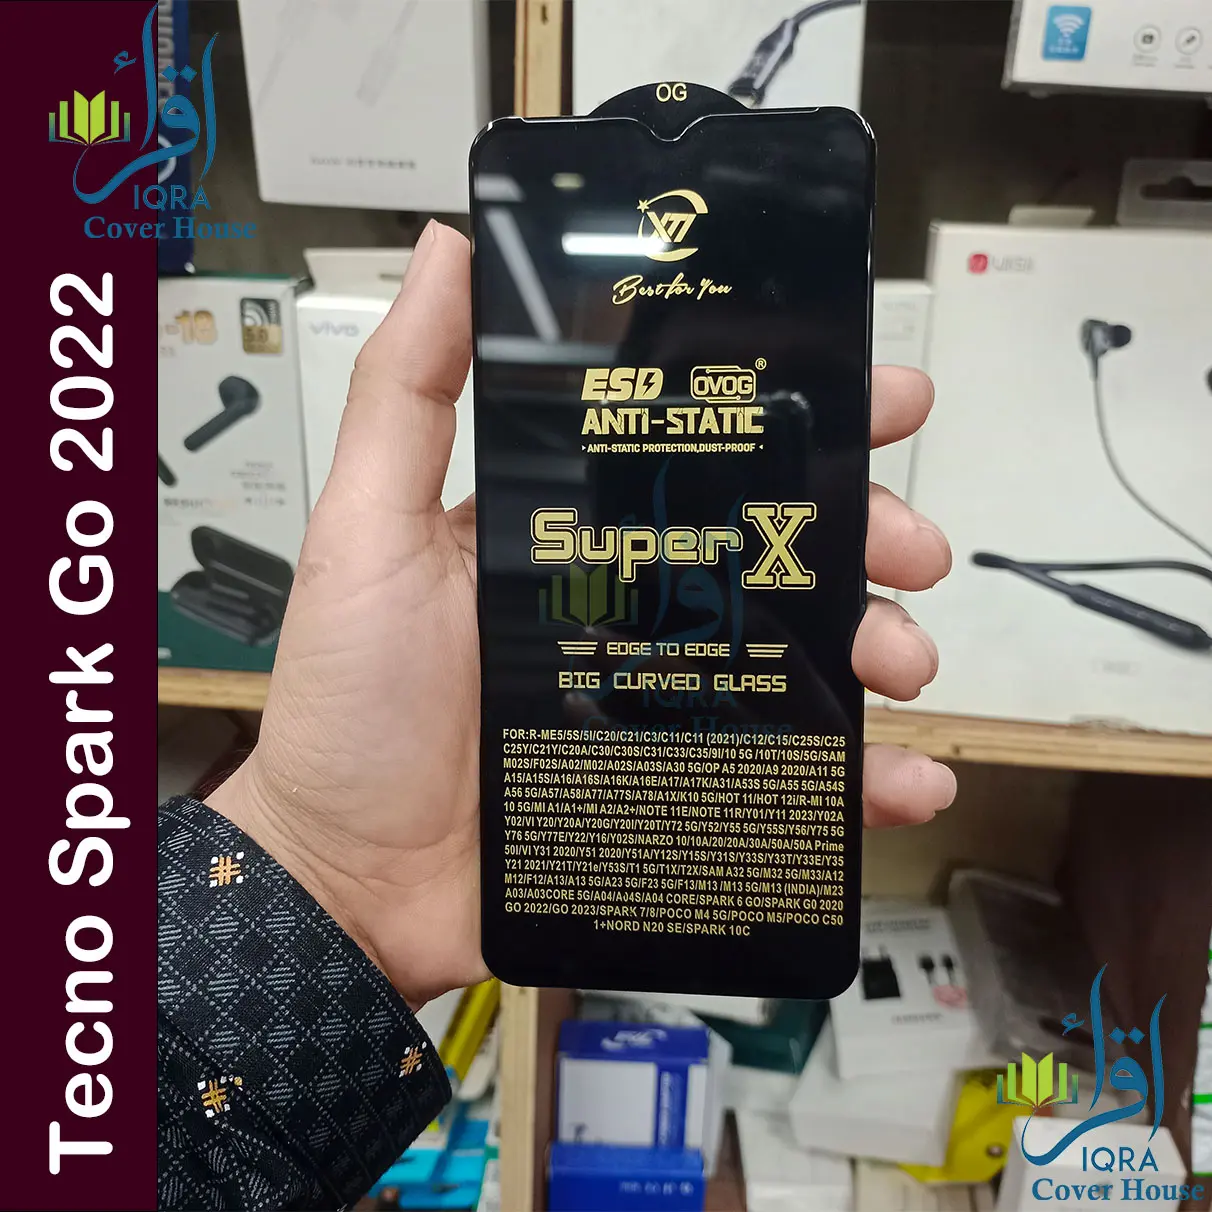 اقرأ
IQRA
Cover House
Tecno Spark Go 2022
OG
XTI
Best for You
ESD OVOG®
ANTI-STATIC
ANTI-STATIC PROTECTION,DUST-PROOF
Super X
EDGE TO EDGE
BIG CURVED GLASS
اقرأ
IQRA
Cover House
FOR:R-ME5/5S/5I/C20/C21/C3/C11/C11 (2021)/C12/C15/C25S/C25
C25Y/C21Y/C20A/C30/C30S/C31/C33/C35/9I/10 5G /10T/10S/5G/SAM
M02S/F02S/A02/M02/A02S/A03S/A30 5G/OP A5 2020/A9 2020/A11 5G
A15/A15S/A16/A16S/A16K/A16E/A17/A17K/A31/A53S 5G/A55 5G/A54S
A56 5G/A57/A58/A77/A77S/A78/A1X/K10 5G/HOT 11/HOT 12i/R-MI 10A
10 5G/MI A1/A1+/MI A2/A2+/NOTE 11E/NOTE 11R/Y01/Y11 2023/Y02A
Y02/VI Y20/Y20A/Y20G/Y20I/Y20T/Y72 5G/Y52/Y55 5G/Y55S/Y56/Y75 5G
Y76 5G/Y77E/Y22/Y16/Y02S/NARZO 10/10A/20/20A/30A/50A/50A Prime
50I/VI Y31 2020/Y51 2020/Y51A/Y12S/Y15S/Y31S/Y33S/Y33T/Y33E/Y35
Y21 2021/Y21T/Y21e/Y53S/T1 5G/T1X/T2X/SAM A32 5G/M32 5G/M33/A12
M12/F12/A13/A13 5G/A23 5G/F23 5G/F13/M13 /M13 5G/M13 (INDIA)/M23
A03/A03CORE 5G/A04/A04S/A04 CORE/SPARK 6 GO/SPARK G0 2020
GO 2022/GO 2023/SPARK 7/8/POCO M4 5G/POCO M5/POCO C50
1+NORD N20 SE/SPARK 10C
vivo
-18
5.0
اقرأ
IQRA
Cover House